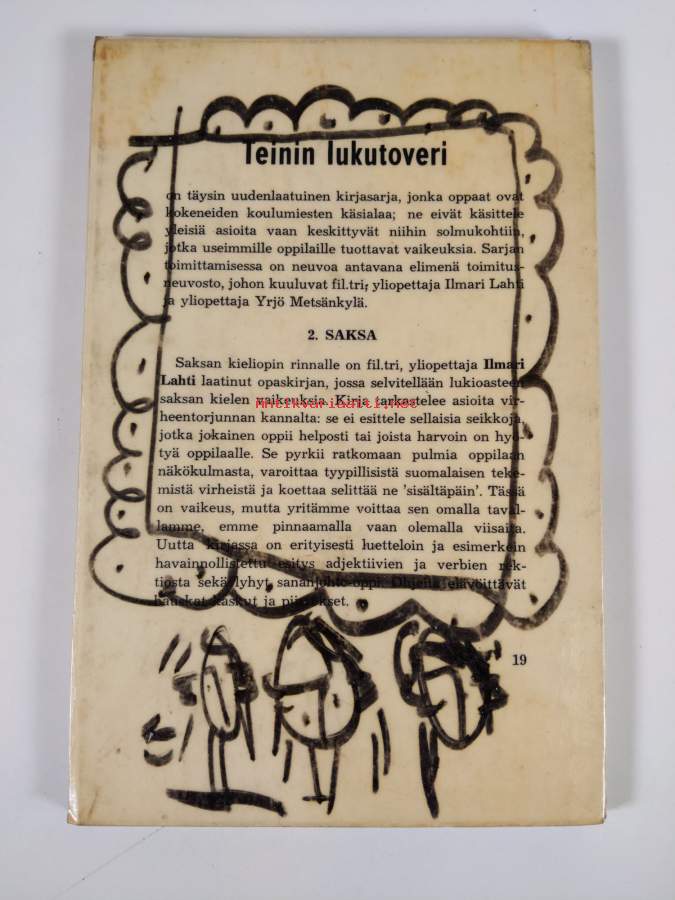 Teinin lukutoveri
on täysin uudenlaatuinen kirjasarja, jonka oppaat ovat
kokeneiden koulumiesten käsialaa; ne eivät käsittele
yleisiä asioita vaan keskittyvät niihin solmukohtiin,
jotka useimmille oppilaille tuottavat vaikeuksia. Sarjan
toimittamisessa on neuvoa antavana elimenä toimitus-
neuvosto, johon kuuluvat fil.tri, yliopettaja Ilmari Lahti
ja yliopettaja Yrjö Metsänkylä.
2. SAKSA
Saksan kieliopin rinnalle on fil.tri, yliopettaja Ilmari
Lahti laatinut opaskirjan, jossa selvitellään lukioasteen
saksan kielen vaikeuksia. Kirja tarkastelee asioita vir-
Antikvariaatti.net
heentorjunnan kannalta: se ei esittele sellaisia seikkoja,
jotka jokainen oppii helposti tai joista harvoin on hyö-
tyä oppilaalle. Se pyrkii ratkomaan pulmia oppilaan
näkökulmasta, varoittaa tyypillisistä suomalaisen teke-
mistä virheistä ja koettaa selittää ne 'sisältäpäin'. Tässä
on vaikeus, mutta yritämme voittaa sen omalla taval-
lamme, emme pinnaamalla vaan olemalla viisaita.
Uutta kirjassa on erityisesti luetteloin ja esimerkein
havainnollistettu esitys adjektiivien ja verbien rek-
tiosta sekä lyhyt sananjohto-oppi. Ohjeita elävöittävät
hauskat kaskut ja piirrokset.
19